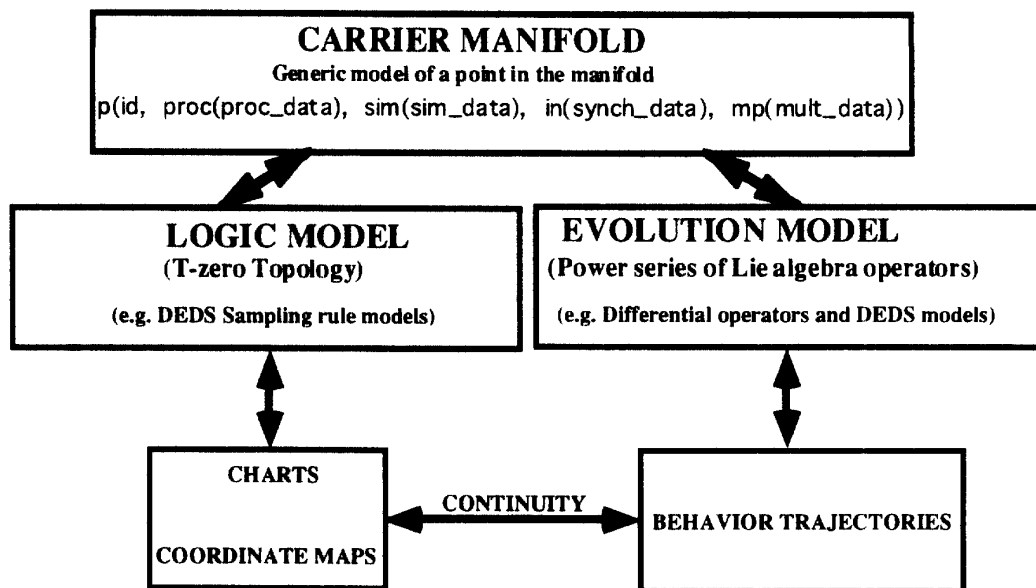 CARRIER MANIFOLD
Generic model of a point in the manifold
p(id, proc(proc_data), sim(sim_data), in(synch_data), mp(mult_data))
LOGIC MODEL
(T-zero Topology)
(e.g. DEDS Sampling rule models)
EVOLUTION MODEL
(Power series of Lie algebra operators)
(e.g. Differential operators and DEDS models)
CHARTS
COORDINATE MAPS
CONTINUITY
BEHAVIOR TRAJECTORIES